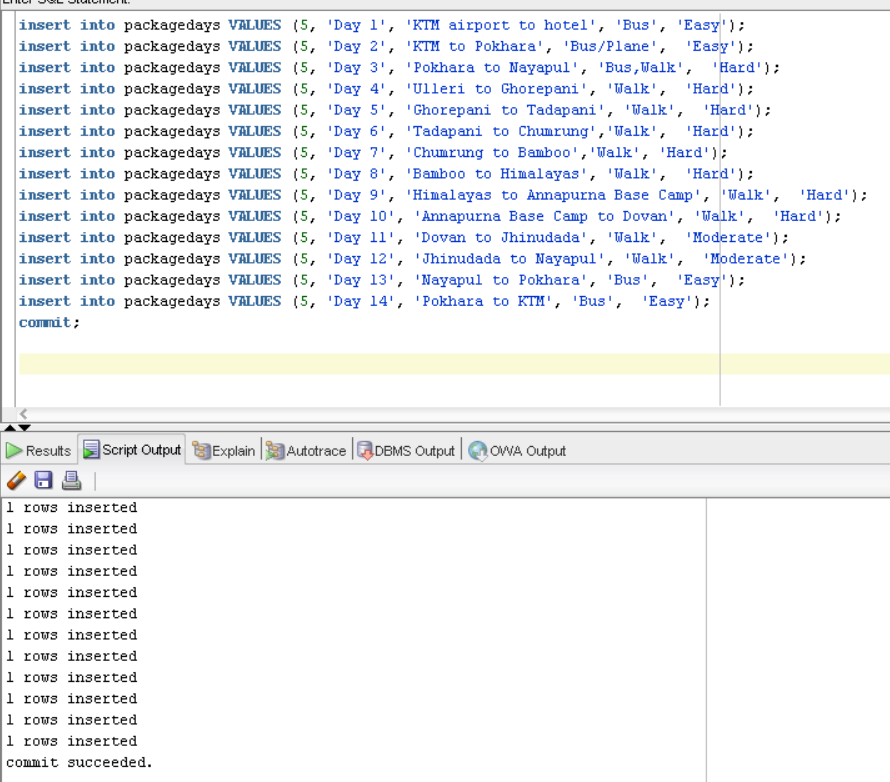 Enter SQL Statement:
insert into packagedays VALUES (5, 'Day 1', 'KTM airport to hotel', 'Bus', 'Easy');
insert into packagedays VALUES (5, 'Day 2', 'KTM to Pokhara', 'Bus/Plane',  'Easy');
insert into packagedays VALUES (5, 'Day 3', 'Pokhara to Nayapul', 'Bus,Walk',  'Hard');
insert into packagedays VALUES (5, 'Day 4', 'Ulleri to Ghorepani', 'Walk',  'Hard');
insert into packagedays VALUES (5, 'Day 5', 'Ghorepani to Tadapani', 'Walk',  'Hard');
insert into packagedays VALUES (5, 'Day 6', 'Tadapani to Chumrung','Walk',  'Hard');
insert into packagedays VALUES (5, 'Day 7', 'Chumrung to Bamboo','Walk', 'Hard');
insert into packagedays VALUES (5, 'Day 8', 'Bamboo to Himalayas', 'Walk',  'Hard');
insert into packagedays VALUES (5, 'Day 9', 'Himalayas to Annapurna Base Camp', 'Walk',  'Hard');
insert into packagedays VALUES (5, 'Day 10', 'Annapurna Base Camp to Dovan', 'Walk',  'Hard');
insert into packagedays VALUES (5, 'Day 11', 'Dovan to Jhinudada', 'Walk',  'Moderate');
insert into packagedays VALUES (5, 'Day 12', 'Jhinudada to Nayapul', 'Walk',  'Moderate');
insert into packagedays VALUES (5, 'Day 13', 'Nayapul to Pokhara', 'Bus',  'Easy');
insert into packagedays VALUES (5, 'Day 14', 'Pokhara to KTM', 'Bus',  'Easy');
commit;
Results Script Output Explain Autotrace DBMS Output OWA Output
1 rows inserted
1 rows inserted
1 rows inserted
1 rows inserted
1 rows inserted
1 rows inserted
1 rows inserted
1 rows inserted
1 rows inserted
1 rows inserted
1 rows inserted
1 rows inserted
commit succeeded.